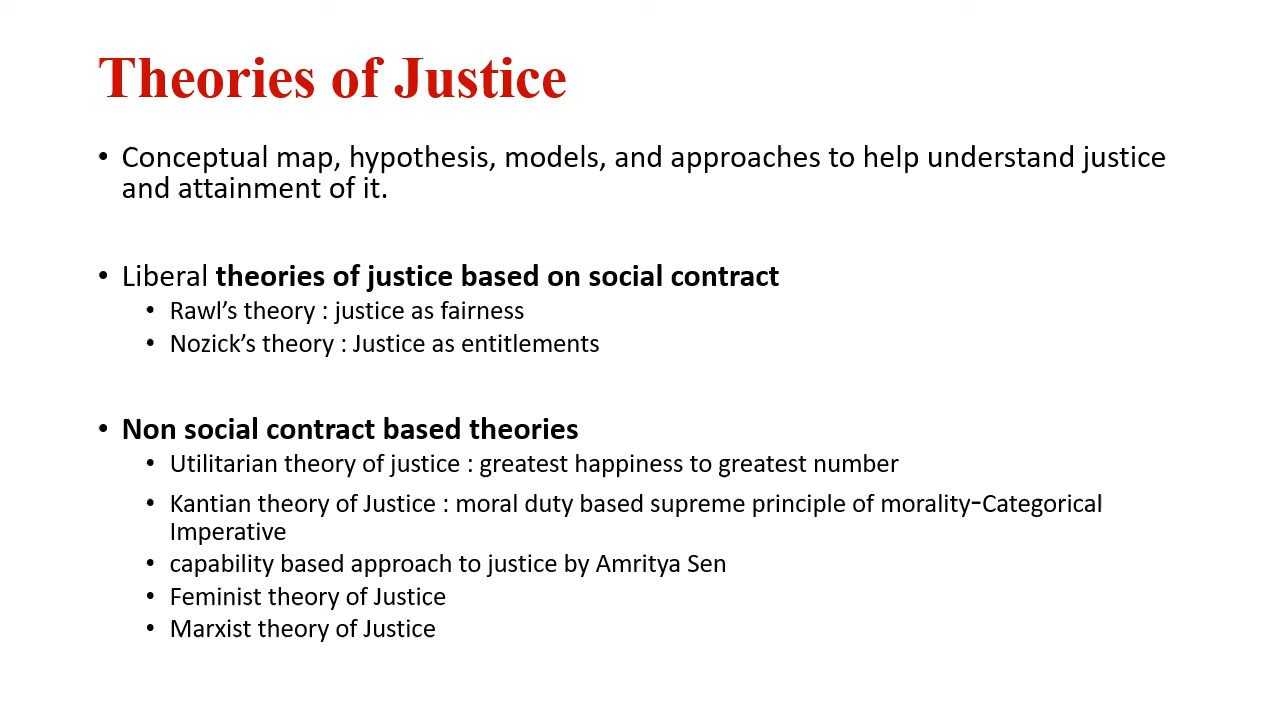 Theories of Justice
• Conceptual map, hypothesis, models, and approaches to help understand justice
and attainment of it.
• Liberal theories of justice based on social contract
• Rawl’s theory : justice as fairness
• Nozick’s theory : Justice as entitlements
• Non social contract based theories
• Utilitarian theory of justice : greatest happiness to greatest number
• Kantian theory of Justice : moral duty based supreme principle of morality-Categorical
Imperative
• capability based approach to justice by Amritya Sen
• Feminist theory of Justice
• Marxist theory of Justice